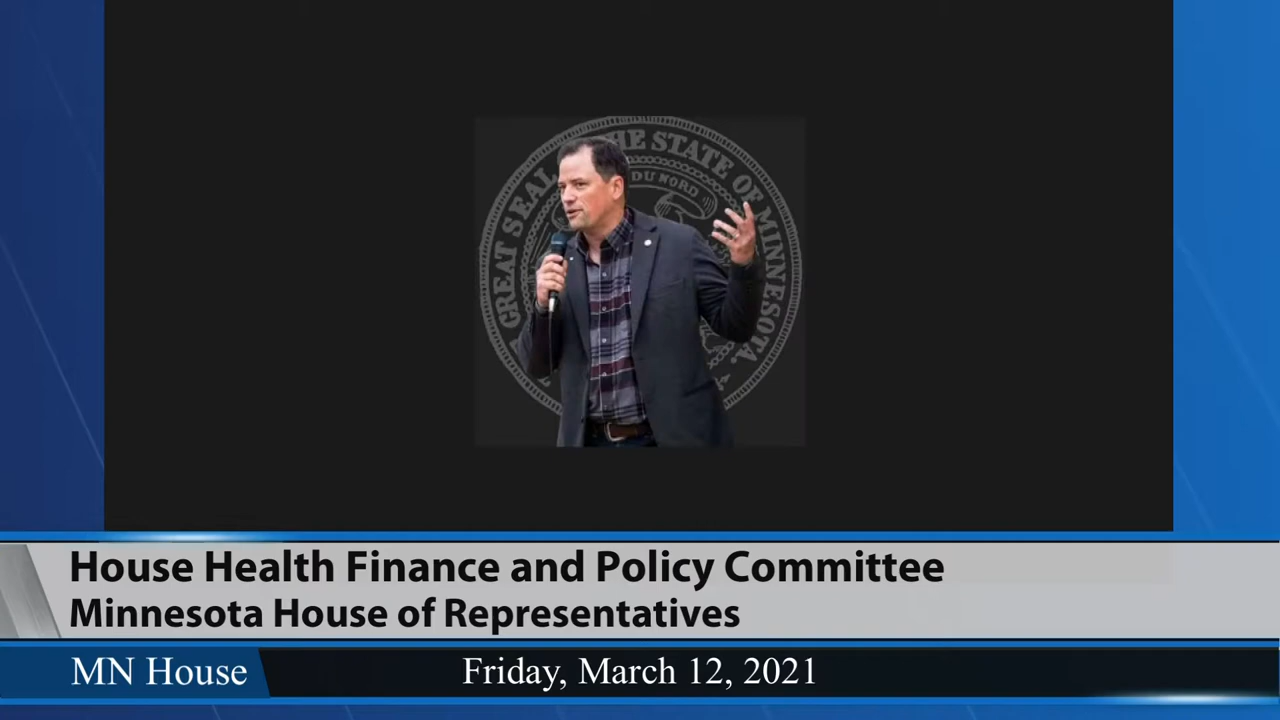 GREAT SEAL OF THE STATE OF MINNESOTA.
DU NORD
House Health Finance and Policy Committee
Minnesota House of Representatives
MN House
Friday, March 12, 2021